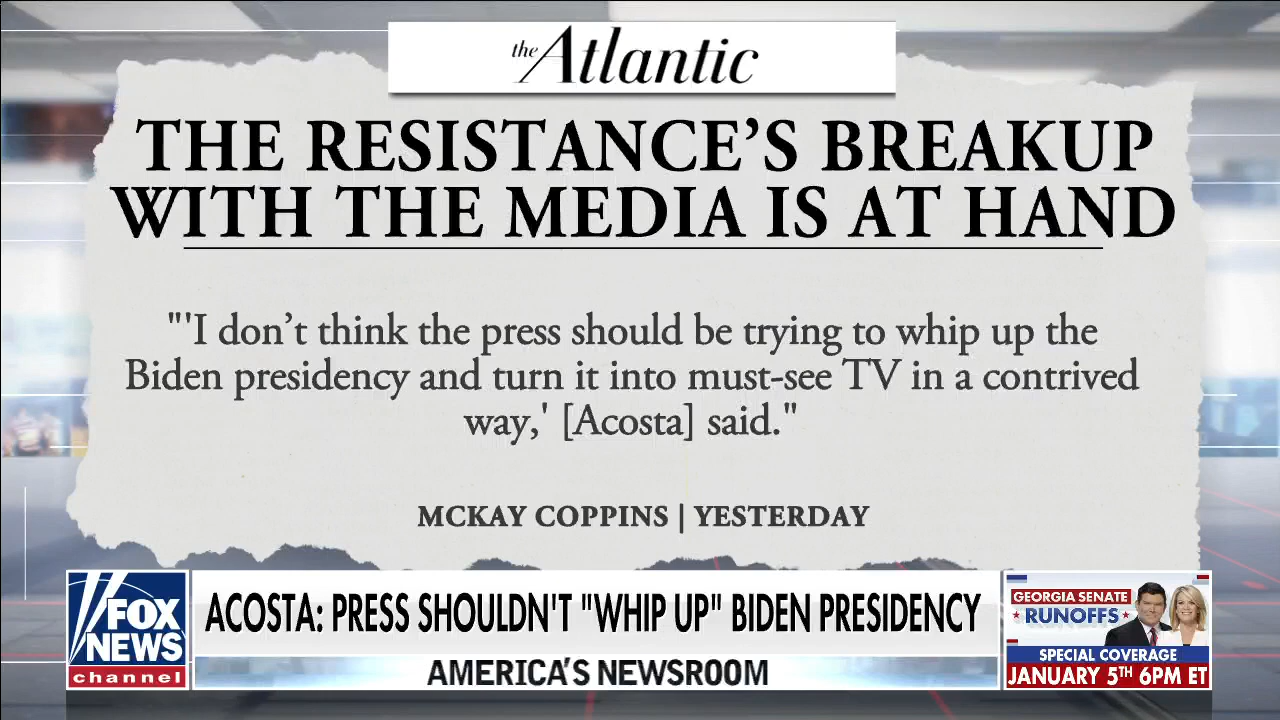 the Atlantic
THE RESISTANCE’S BREAKUP
WITH THE MEDIA IS AT HAND
"'I don’t think the press should be trying to whip up the
Biden presidency and turn it into must-see TV in a contrived
way,' [Acosta] said."
MCKAY COPPINS | YESTERDAY
FOX
NEWS
channel
ACOSTA: PRESS SHOULDN'T "WHIP UP" BIDEN PRESIDENCY
AMERICA'S NEWSROOM
GEORGIA SENATE
RUNOFFS
SPECIAL COVERAGE
JANUARY 5TH 6PM ET